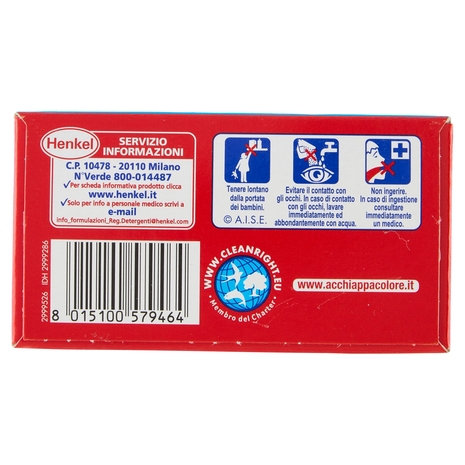 Henkel
SERVIZIO
INFORMAZIONI
C.P. 10478 - 20110 Milano
N°Verde 800-014487
Per scheda informativa prodotto clicca
www.henkel.it
Solo per info a personale medico scrivi a
e-mail
info_formulazioni_Reg.Detergenti@henkel.com
Tenere lontano
dalla portata
dei bambini.
© A.I.S.E.
Evitare il contatto con
gli occhi. In caso di contatto
con gli occhi, lavare
immediatamente ed
abbondantemente con acqua.
Non ingerire.
In caso di ingestione
consultare
immediatamente
un medico.
2999526 IDH 2999286
8 015100 579464
WWW.CLEANRIGHT.EU
• Membro del Charter •
www.acchiappacolore.it